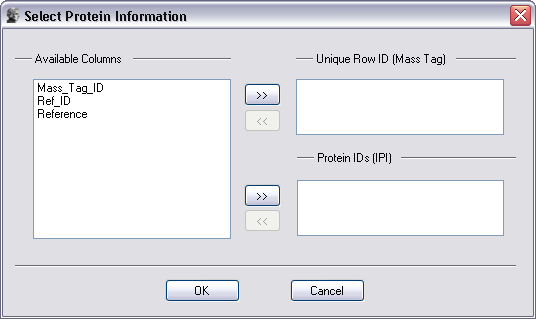 Select Protein Information
Available Columns
Unique Row ID (Mass Tag)
Mass_Tag_ID
Ref_ID
Reference
>>
<<
Protein IDs (IPI)
>>
<<
OK
Cancel